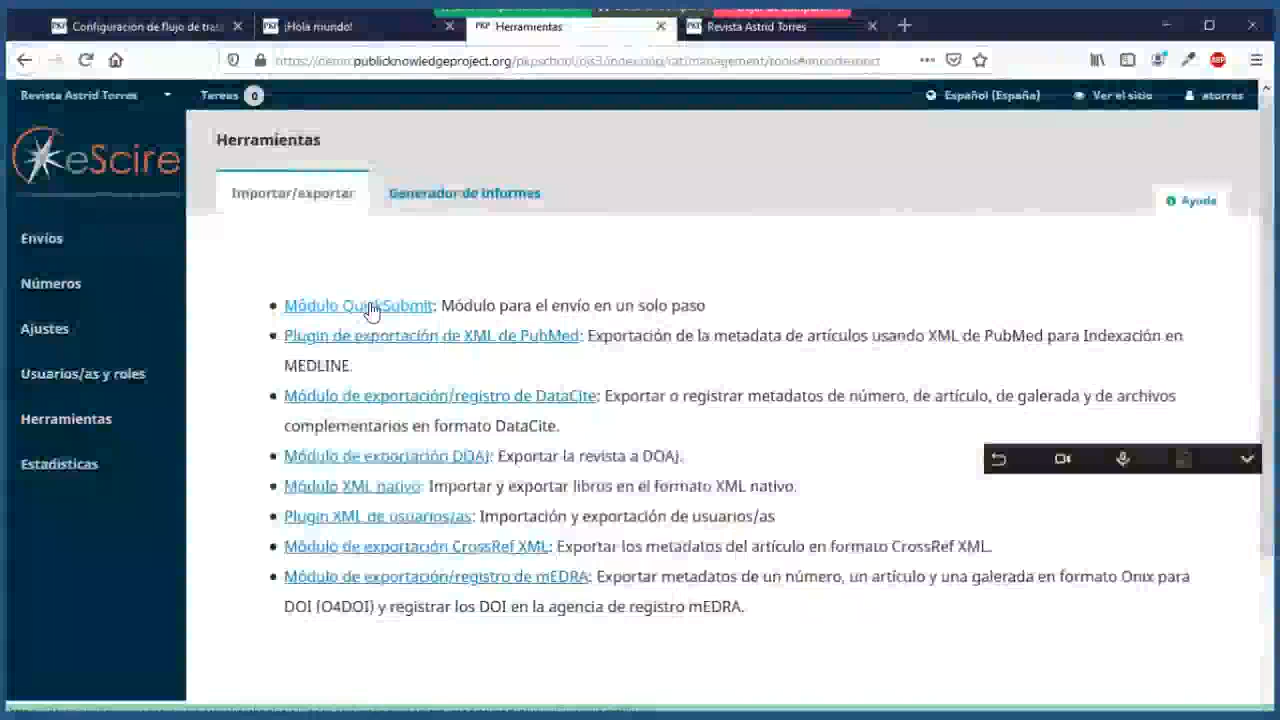 Configuración de flujo de traba
¡Hola mundo!
Herramientas
Revista Astrid Torres
publicknowledgeproject.org/
ABP
Revista Astrid Torres
Tareas 0
Español (España)
Ver el sitio
atorres
eScire
Herramientas
Importar/exportar
Generador de informes
Ayuda
Envíos
Números
Ajustes
Usuarios/as y roles
Herramientas
Estadísticas
Módulo QuickSubmit: Módulo para el envío en un solo paso
Plugin de exportación de XML de PubMed: Exportación de la metadata de artículos usando XML de PubMed para Indexación en
MEDLINE.
Módulo de exportación/registro de DataCite: Exportar o registrar metadatos de número, de artículo, de galerada y de archivos
complementarios en formato DataCite.
Módulo de exportación DOAJ: Exportar la revista a DOAJ.
Módulo XML nativo: Importar y exportar libros en el formato XML nativo.
Plugin XML de usuarios/as: Importación y exportación de usuarios/as
Módulo de exportación CrossRef XML: Exportar los metadatos del artículo en formato CrossRef XML.
Módulo de exportación/registro de mEDRA: Exportar metadatos de un número, un artículo y una galerada en formato Onix para
DOI (O4DOI) y registrar los DOI en la agencia de registro mEDRA.